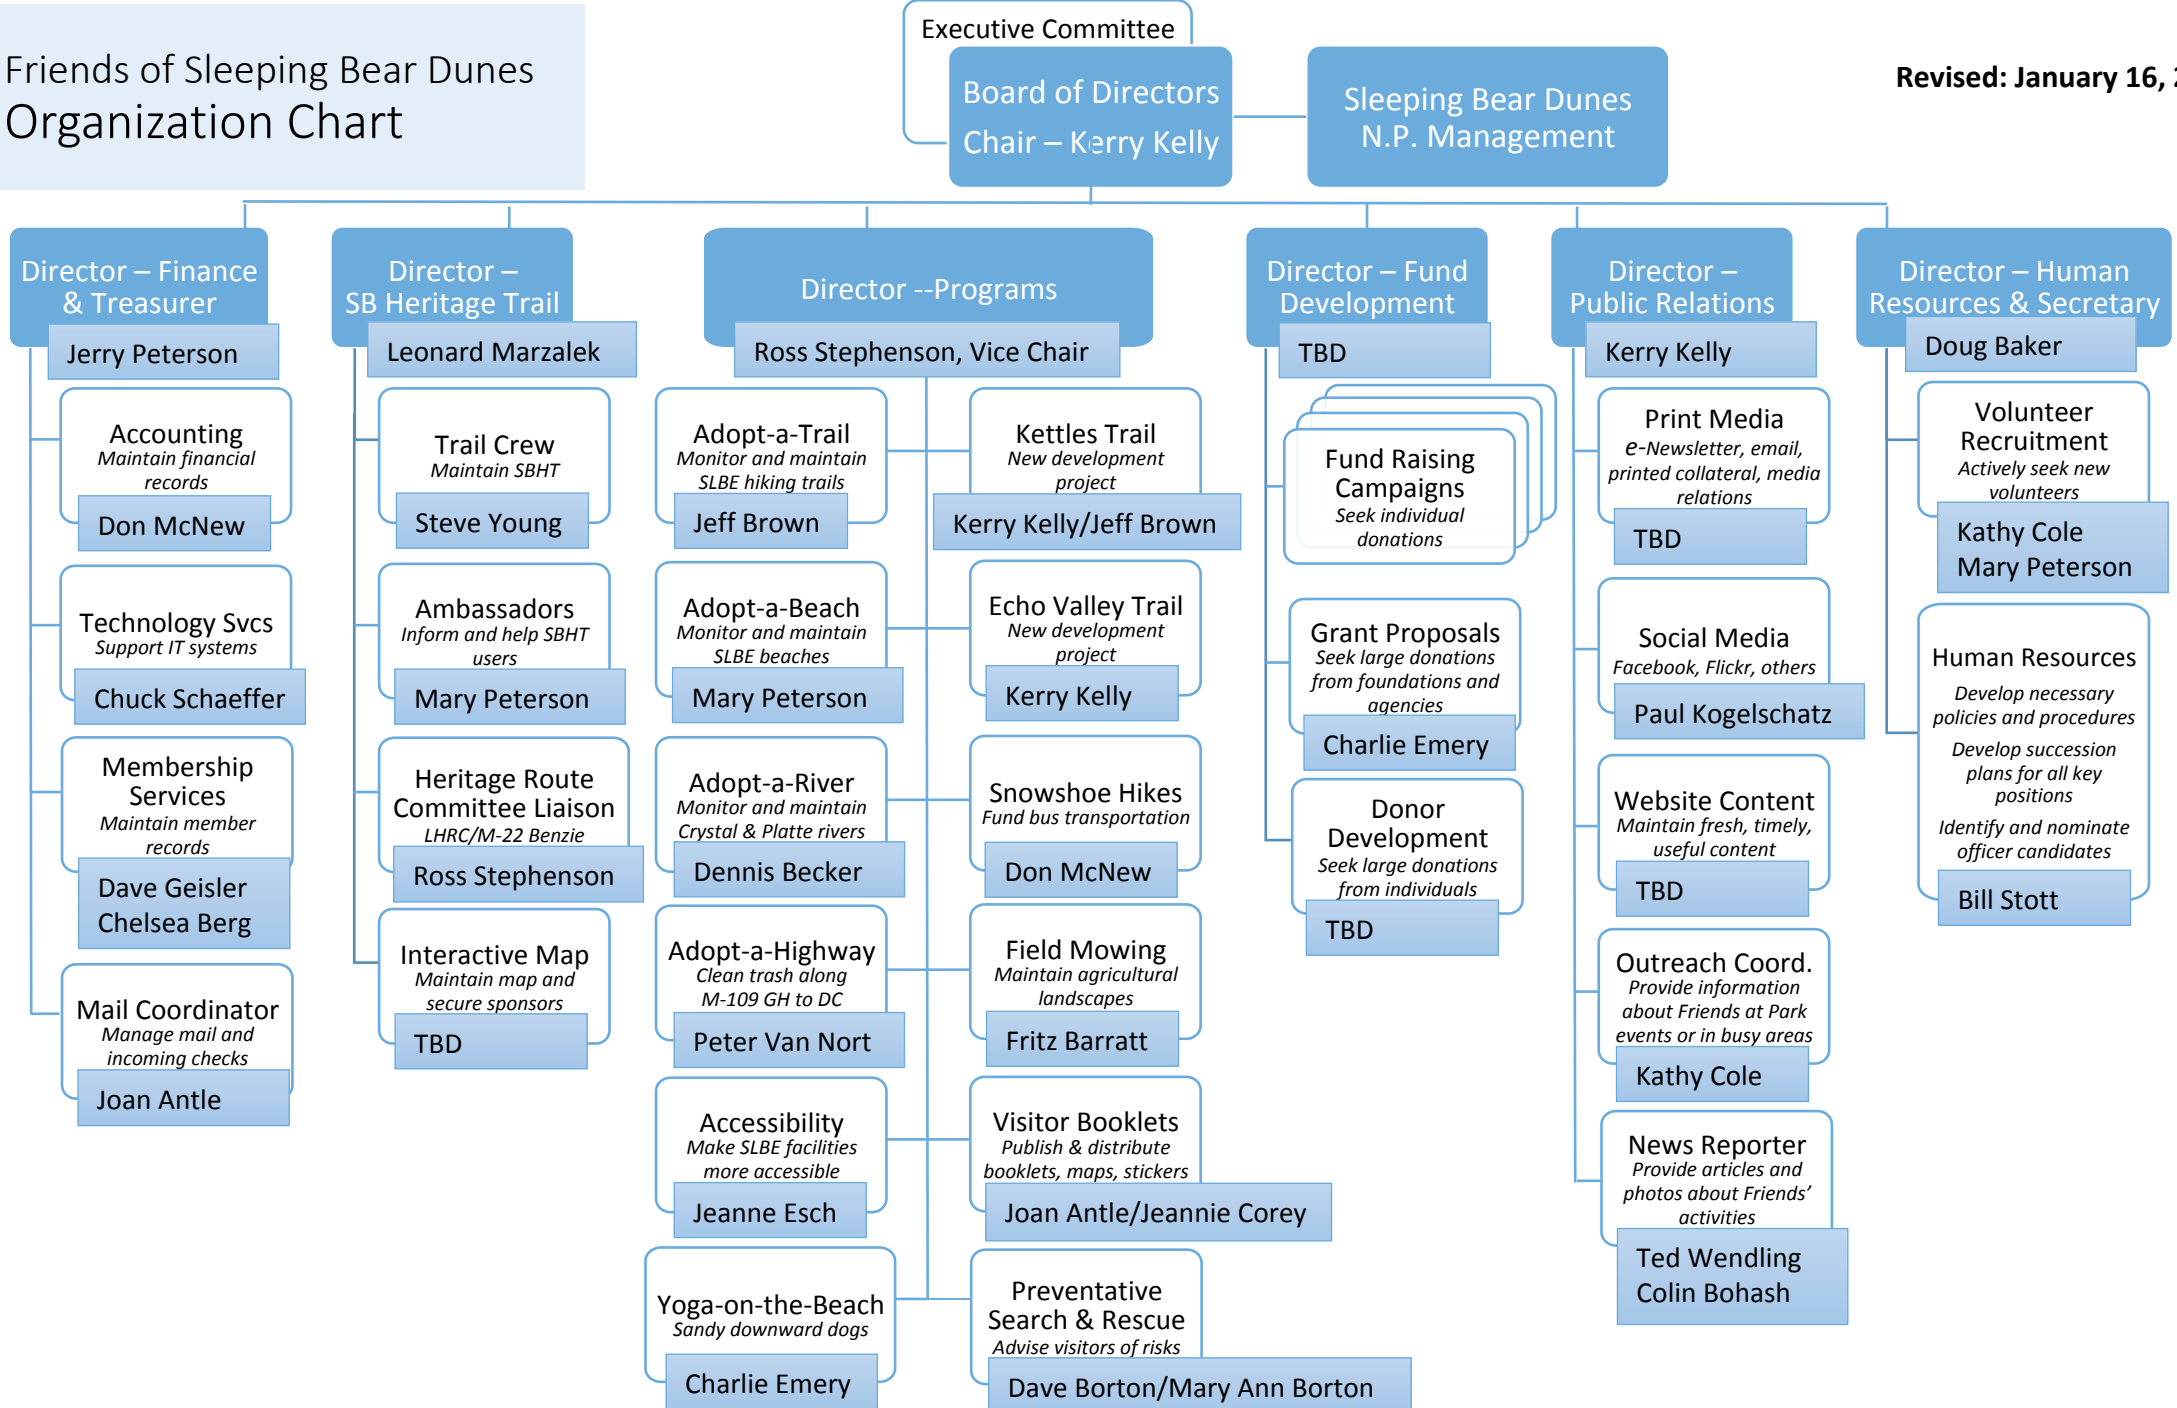 Friends of Sleeping Bear Dunes
Organization Chart
Executive Committee
Board of Directors
Chair – Kerry Kelly
Sleeping Bear Dunes
N.P. Management
Revised: January 16,
Director – Finance
& Treasurer
Jerry Peterson
Accounting
Maintain financial
records
Don McNew
Technology Svcs
Support IT systems
Chuck Schaeffer
Membership
Services
Maintain member
records
Dave Geisler
Chelsea Berg
Mail Coordinator
Manage mail and
incoming checks
Joan Antle
Director –
SB Heritage Trail
Leonard Marzalek
Trail Crew
Maintain SBHT
Steve Young
Ambassadors
Inform and help SBHT
users
Mary Peterson
Heritage Route
Committee Liaison
LHRC/M-22 Benzie
Ross Stephenson
Interactive Map
Maintain map and
secure sponsors
TBD
Director --Programs
Ross Stephenson, Vice Chair
Adopt-a-Trail
Monitor and maintain
SLBE hiking trails
Jeff Brown
Adopt-a-Beach
Monitor and maintain
SLBE beaches
Mary Peterson
Adopt-a-River
Monitor and maintain
Crystal & Platte rivers
Dennis Becker
Adopt-a-Highway
Clean trash along
M-109 GH to DC
Peter Van Nort
Accessibility
Make SLBE facilities
more accessible
Jeanne Esch
Yoga-on-the-Beach
Sandy downward dogs
Charlie Emery
Kettles Trail
New development
project
Kerry Kelly/Jeff Brown
Echo Valley Trail
New development
project
Kerry Kelly
Snowshoe Hikes
Fund bus transportation
Don McNew
Field Mowing
Maintain agricultural
landscapes
Fritz Barratt
Visitor Booklets
Publish & distribute
booklets, maps, stickers
Joan Antle/Jeannie Corey
Preventative
Search & Rescue
Advise visitors of risks
Dave Borton/Mary Ann Borton
Director – Fund
Development
TBD
Fund Raising
Campaigns
Seek individual
donations
Grant Proposals
Seek large donations
from foundations and
agencies
Charlie Emery
Donor
Development
Seek large donations
from individuals
TBD
Director –
Public Relations
Kerry Kelly
Print Media
e-Newsletter, email,
printed collateral, media
relations
TBD
Social Media
Facebook, Flickr, others
Paul Kogelschatz
Website Content
Maintain fresh, timely,
useful content
TBD
Outreach Coord.
Provide information
about Friends at Park
events or in busy areas
Kathy Cole
News Reporter
Provide articles and
photos about Friends’
activities
Ted Wendling
Colin Bohash
Director – Human
Resources & Secretary
Doug Baker
Volunteer
Recruitment
Actively seek new
volunteers
Kathy Cole
Mary Peterson
Human Resources
Develop necessary
policies and procedures
Develop succession
plans for all key
positions
Identify and nominate
officer candidates
Bill Stott